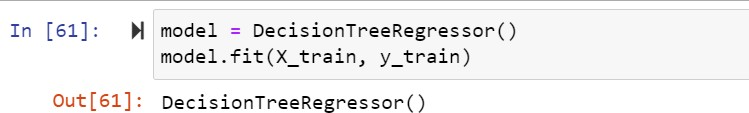 In [61]: model = DecisionTreeRegressor()
model.fit(X_train, y_train)
Out[61]: DecisionTreeRegressor()